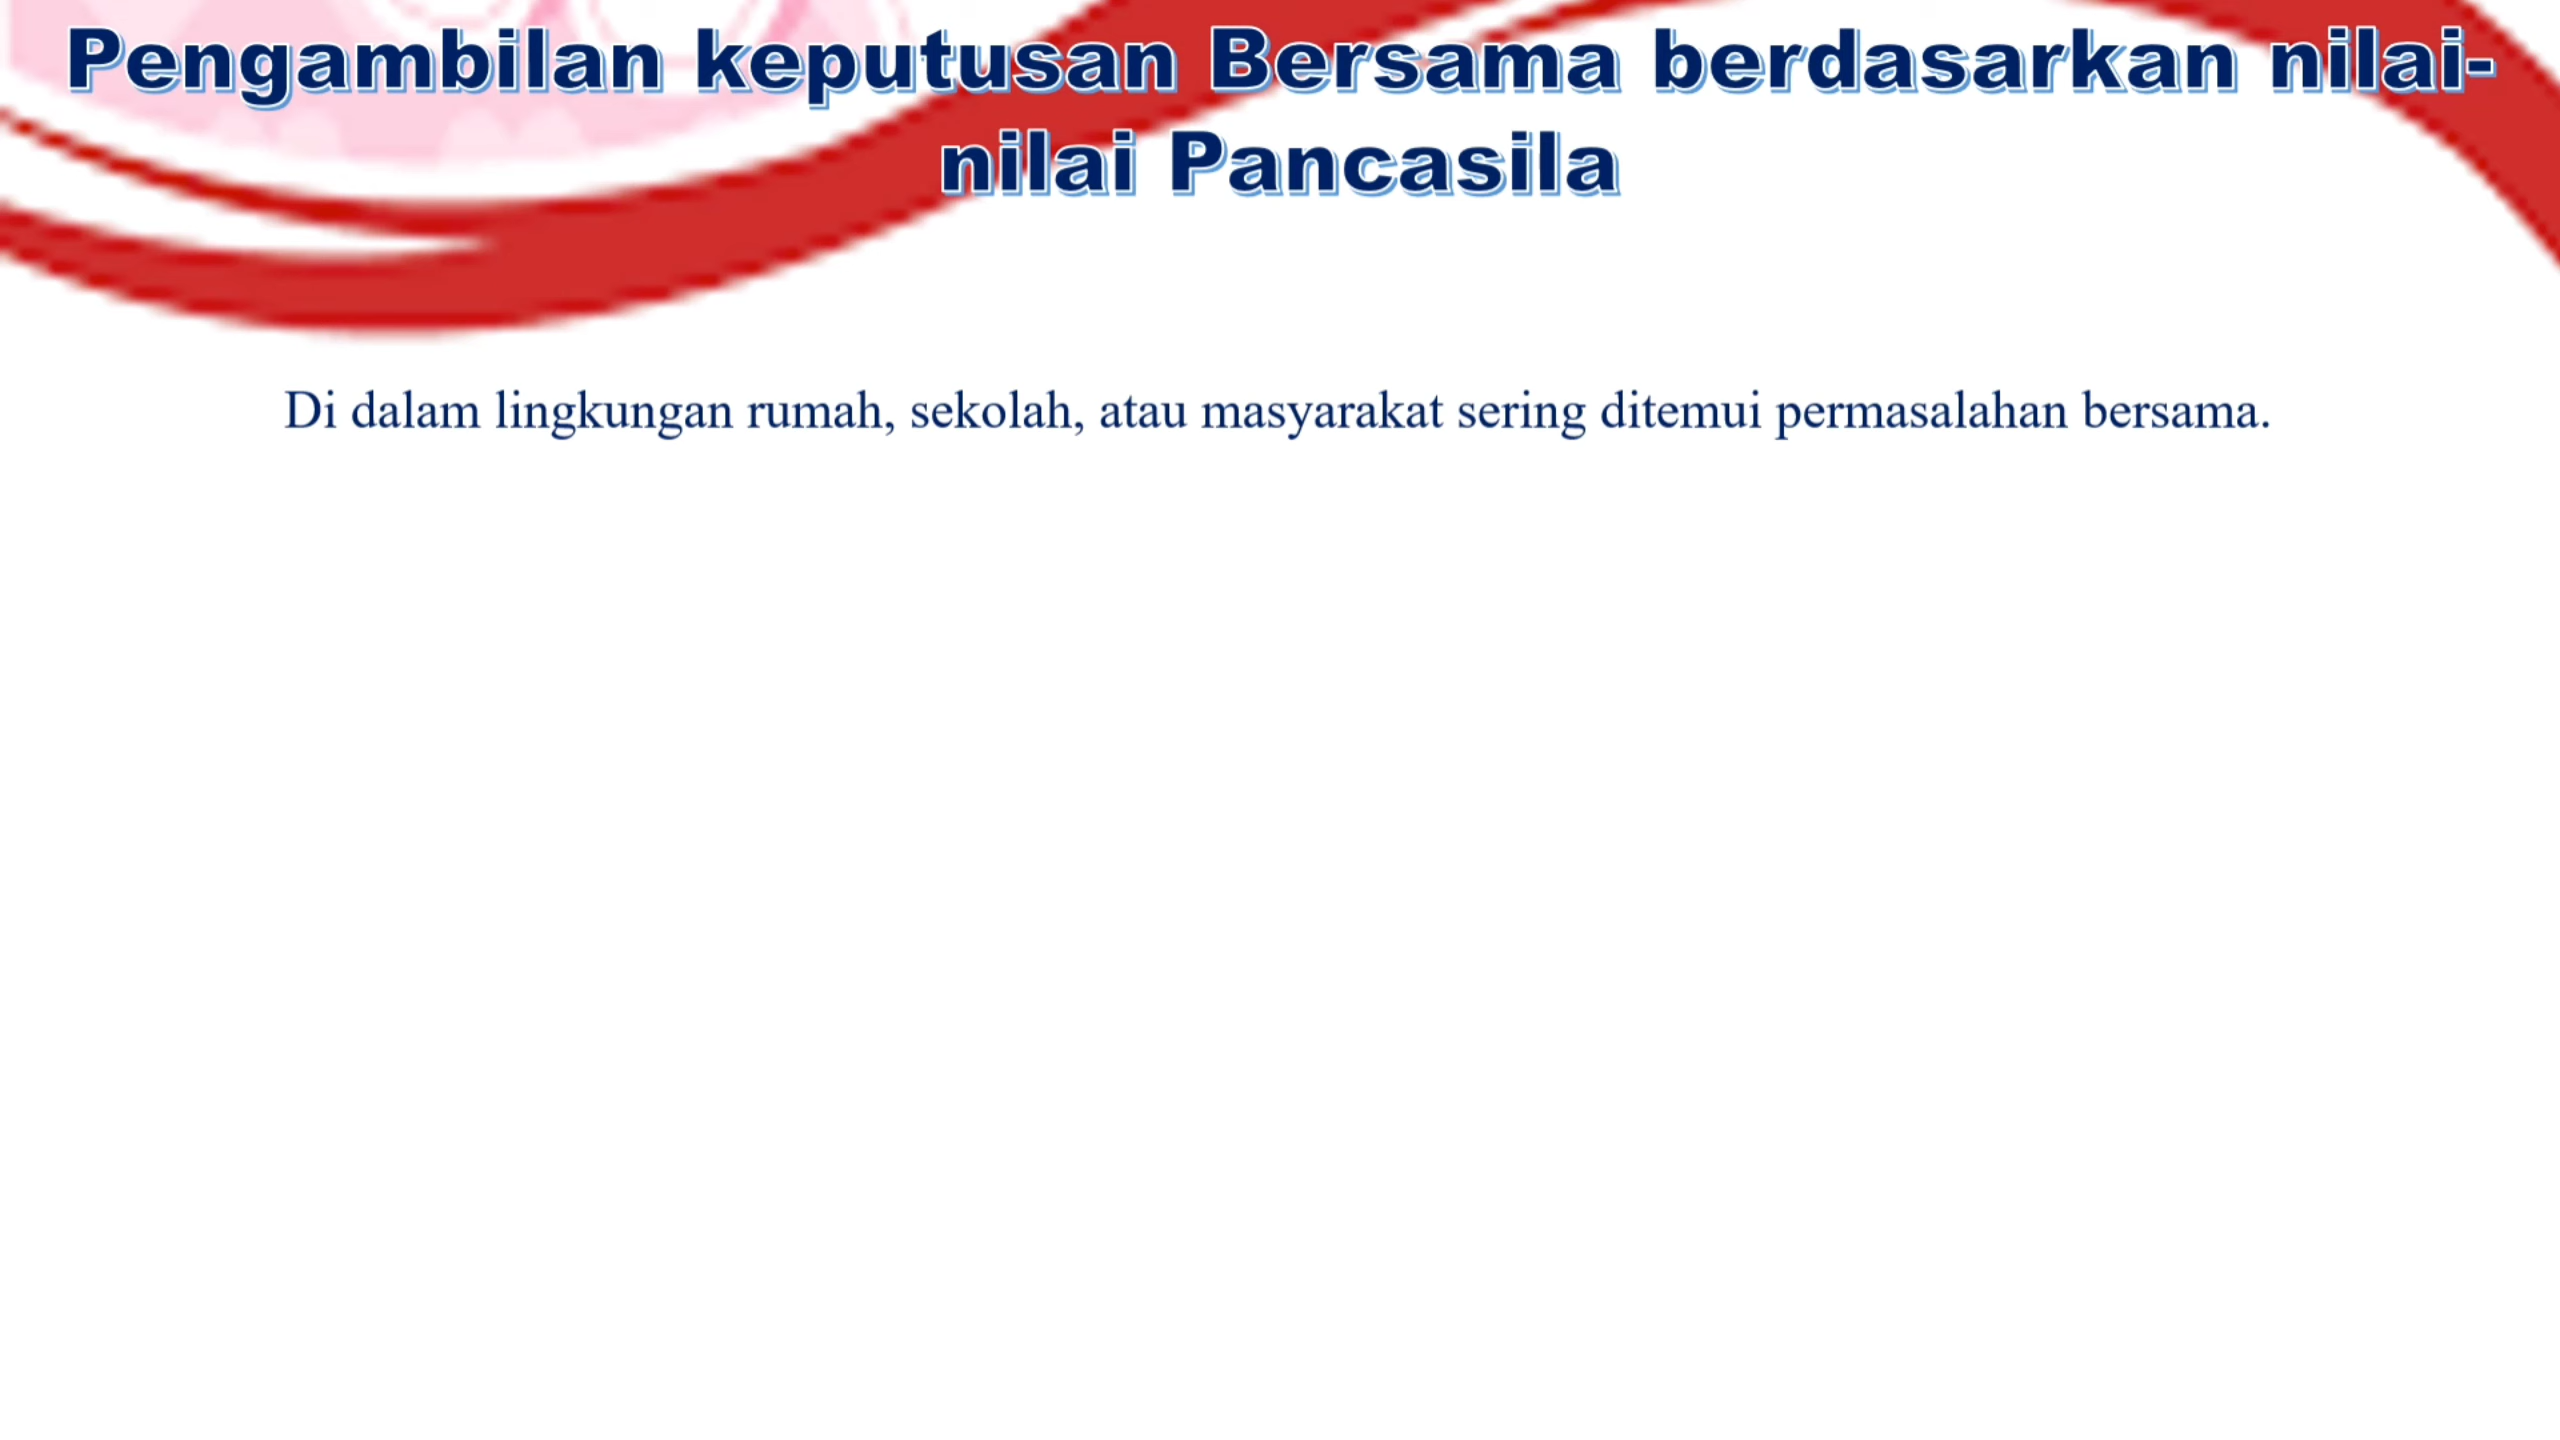 Pengambilan keputusan Bersama berdasarkan nilai-
nilai Pancasila
Di dalam lingkungan rumah, sekolah, atau masyarakat sering ditemui permasalahan bersama.